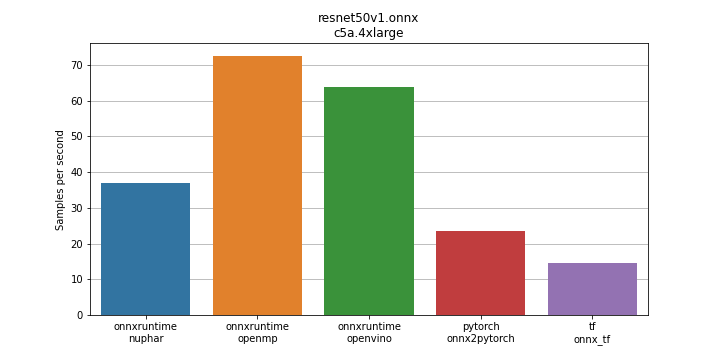 resnet50v1.onnx
c5a.4xlarge
Samples per second
70
60
50
40
30
20
10
0
onnxruntime
nuphar
onnxruntime
openmp
onnxruntime
openvino
pytorch
onnx2pytorch
tf
onnx_tf